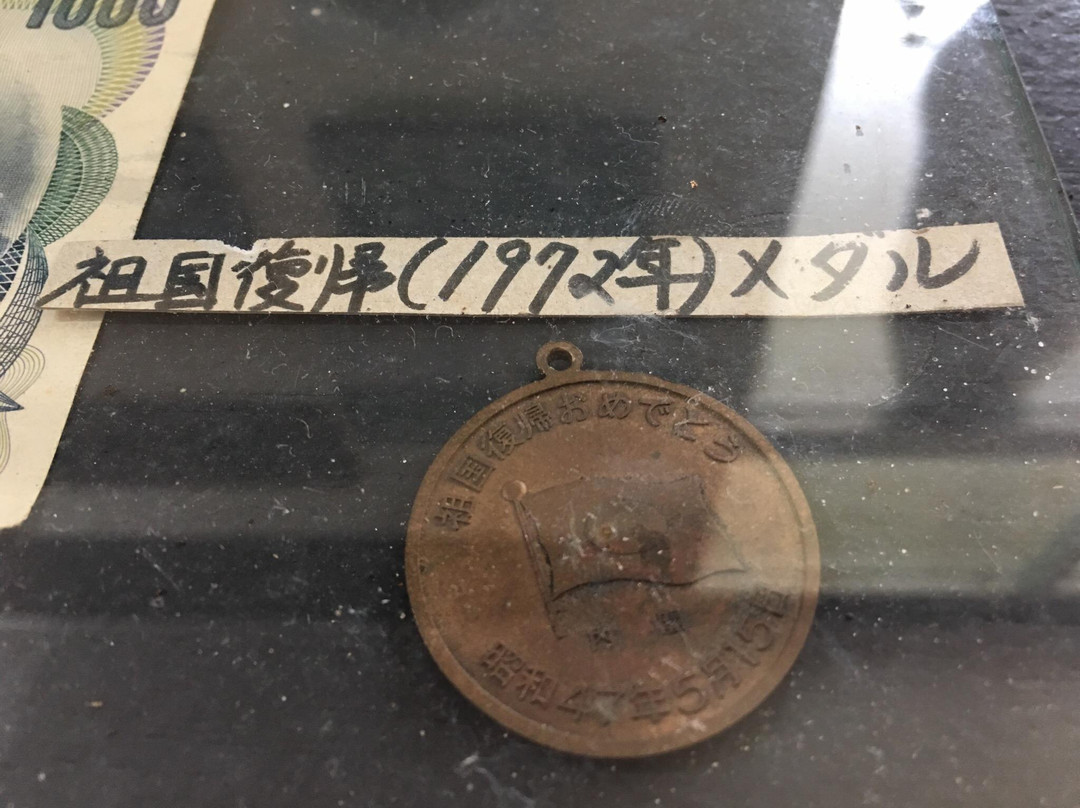 1000
祖国復帰(1972年)メダル
祖国復帰おめでとう
昭和47年5月15日